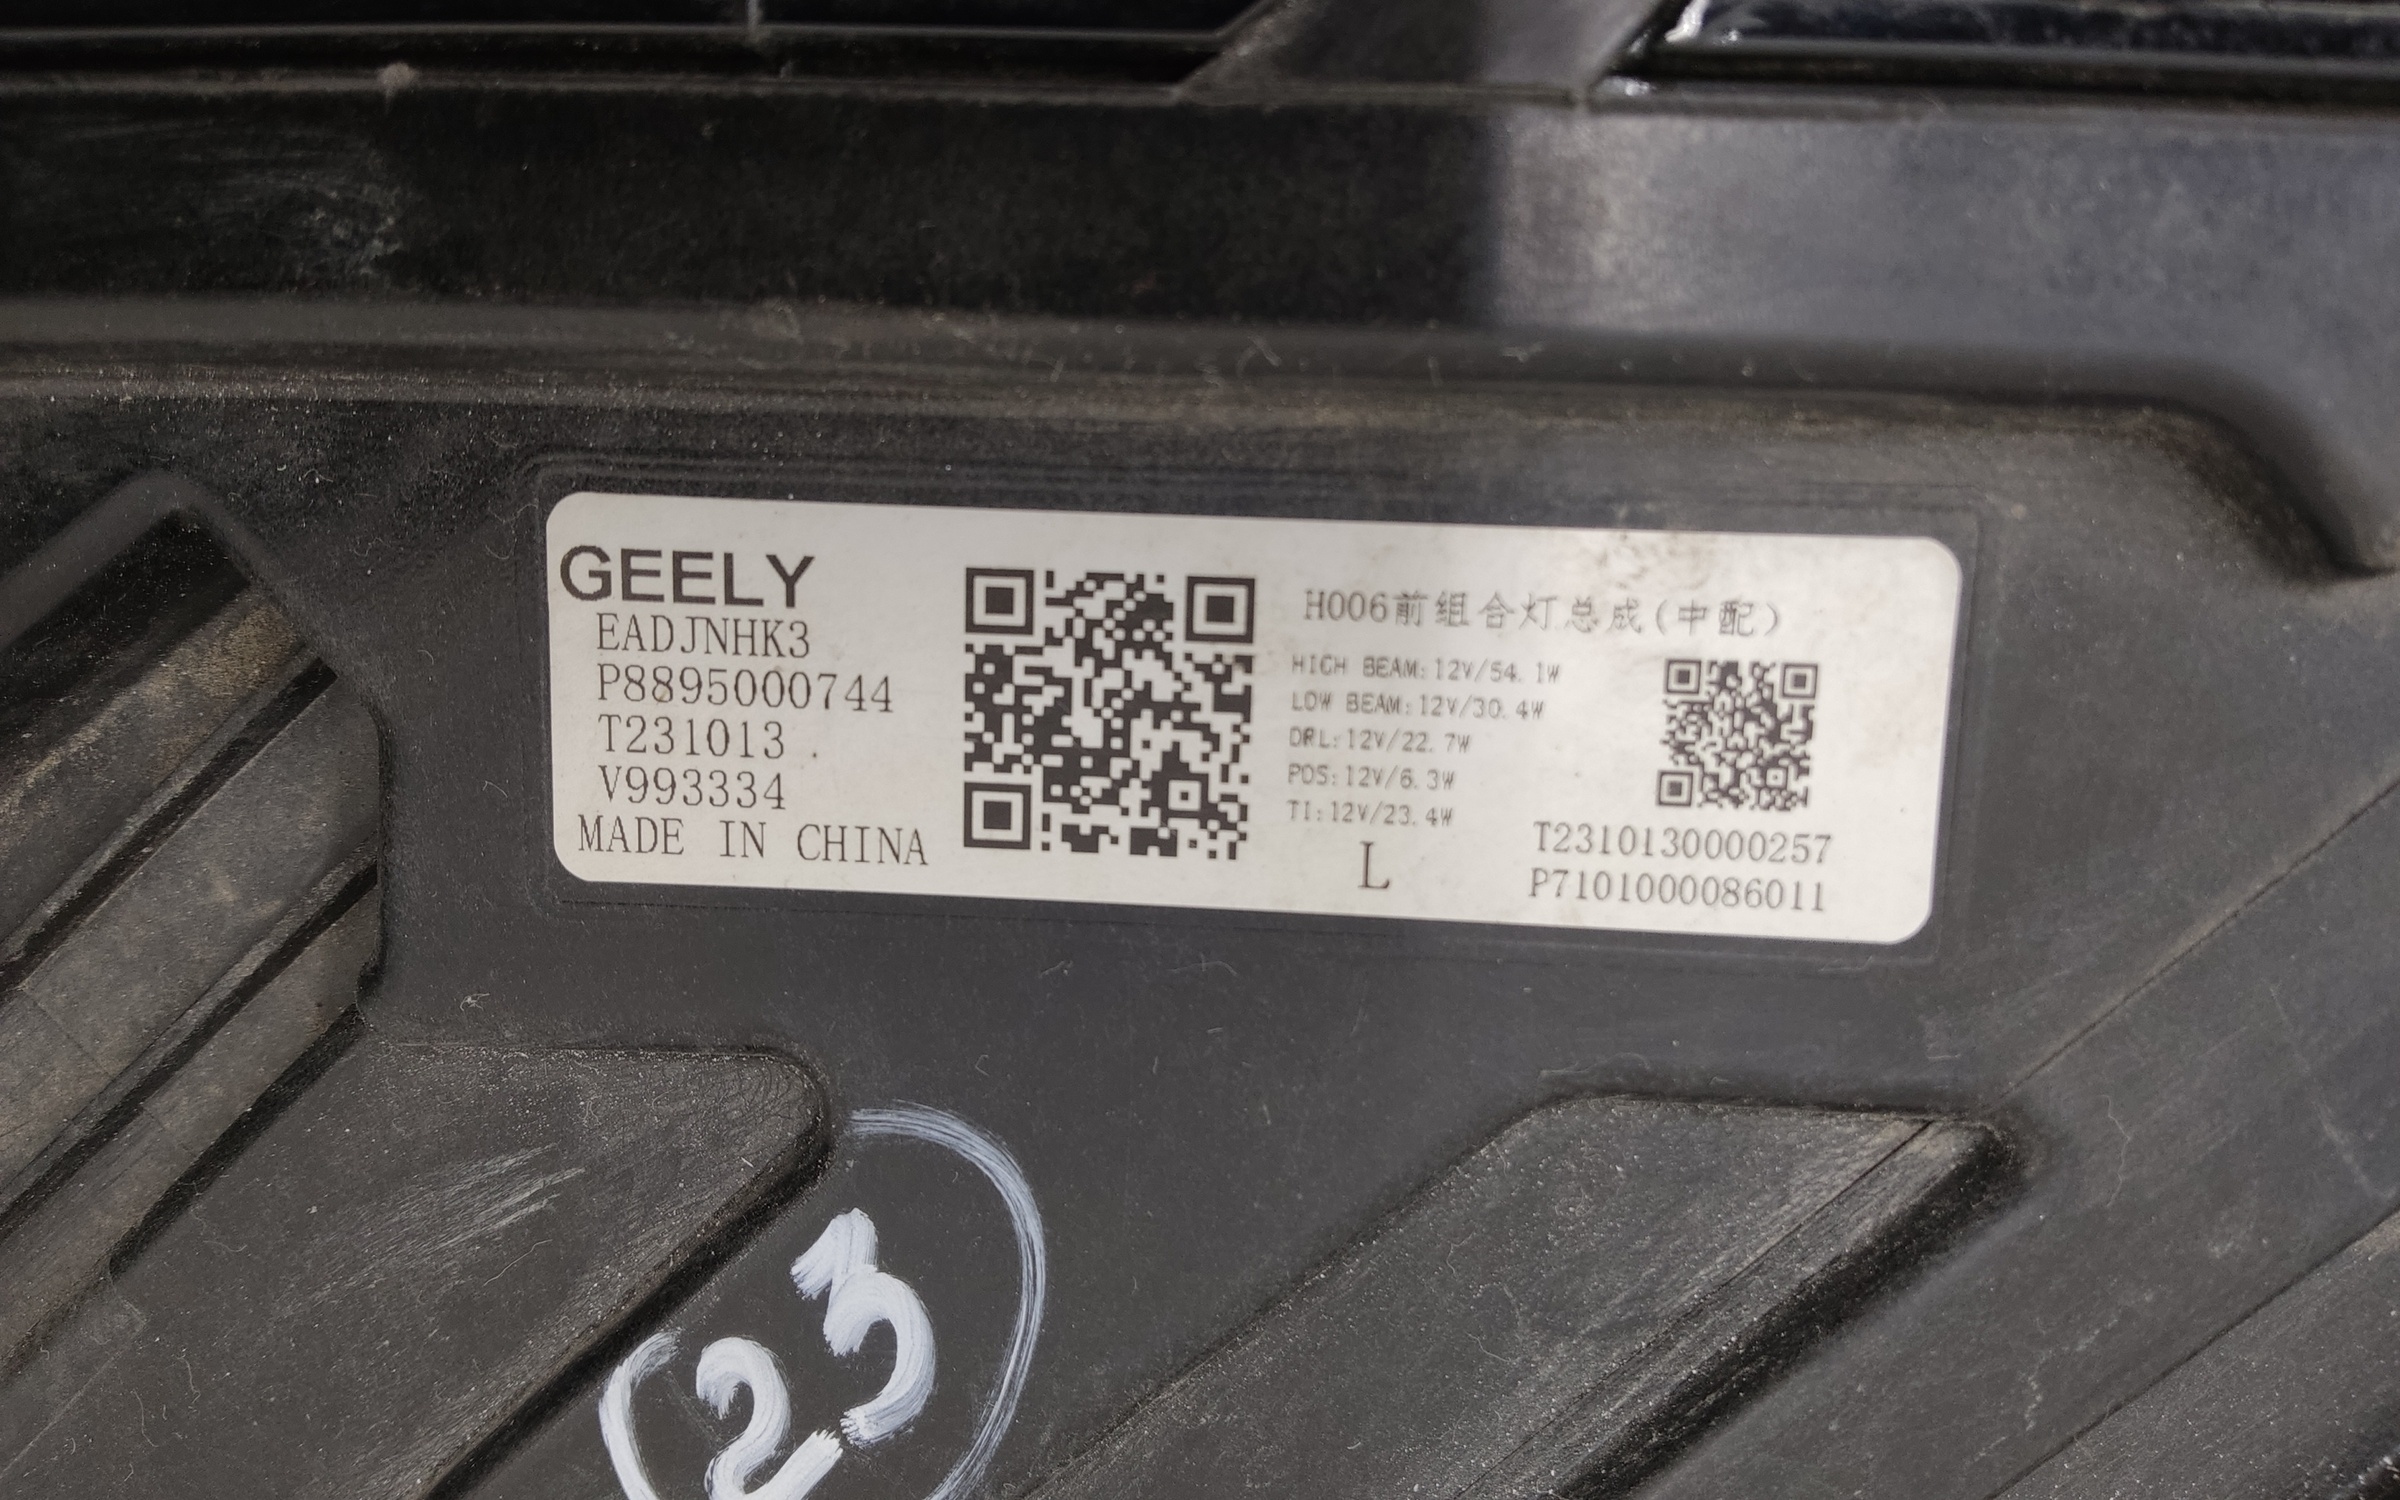 GEELY
EADJNHK3
P8895000744
T231013
V993334
MADE IN CHINA
H006前组合灯总成(中配)
HIGH BEAM:12V/54.1W
LOW BEAM:12V/30.4W
DRL:12V/22.7W
POS:12V/6.3W
TI:12V/23.4W
L
T2310130000257
P7101000086011
23